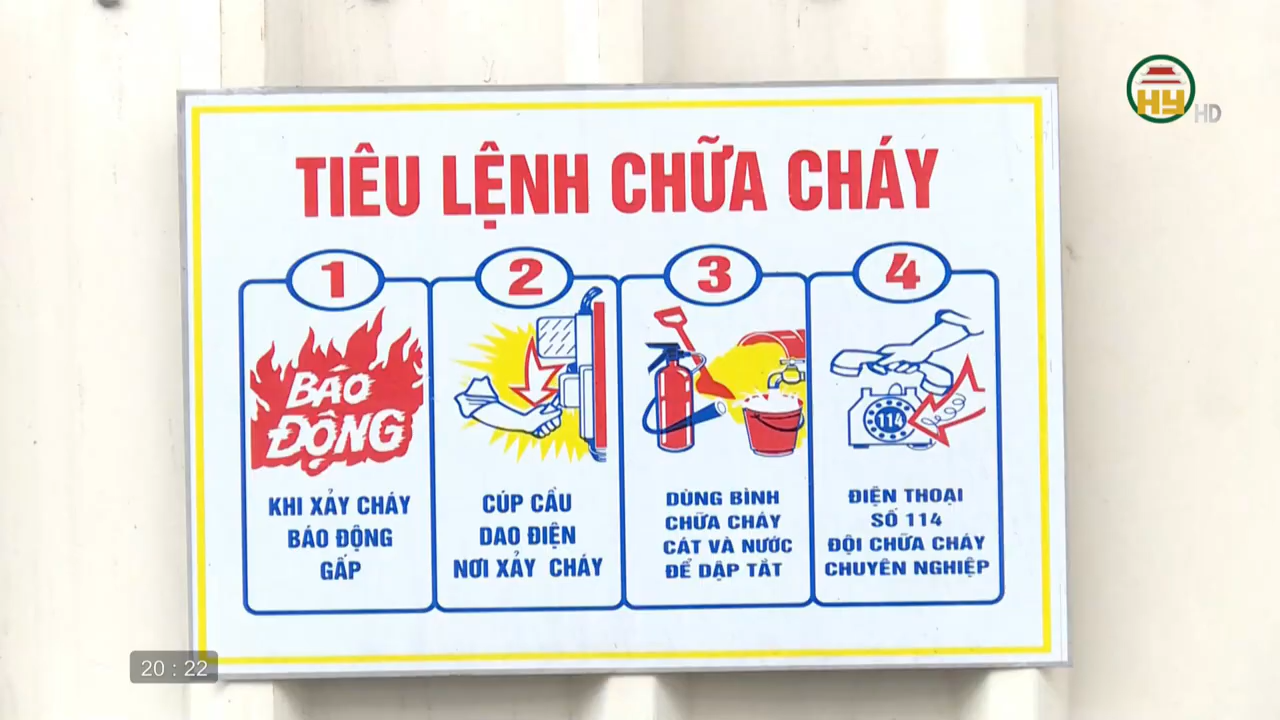 HY HD
TIÊU LỆNH CHỮA CHÁY
1
BÁO
ĐỘNG
KHI XẢY CHÁY
BÁO ĐỘNG
GẤP
2
CÚP CẦU
DAO ĐIỆN
NƠI XẢY CHÁY
3
DÙNG BÌNH
CHỮA CHÁY
CÁT VÀ NƯỚC
ĐỂ DẬP TẮT
4
114
ĐIỆN THOẠI
SỐ 114
ĐỘI CHỮA CHÁY
CHUYÊN NGHIỆP
20 : 22